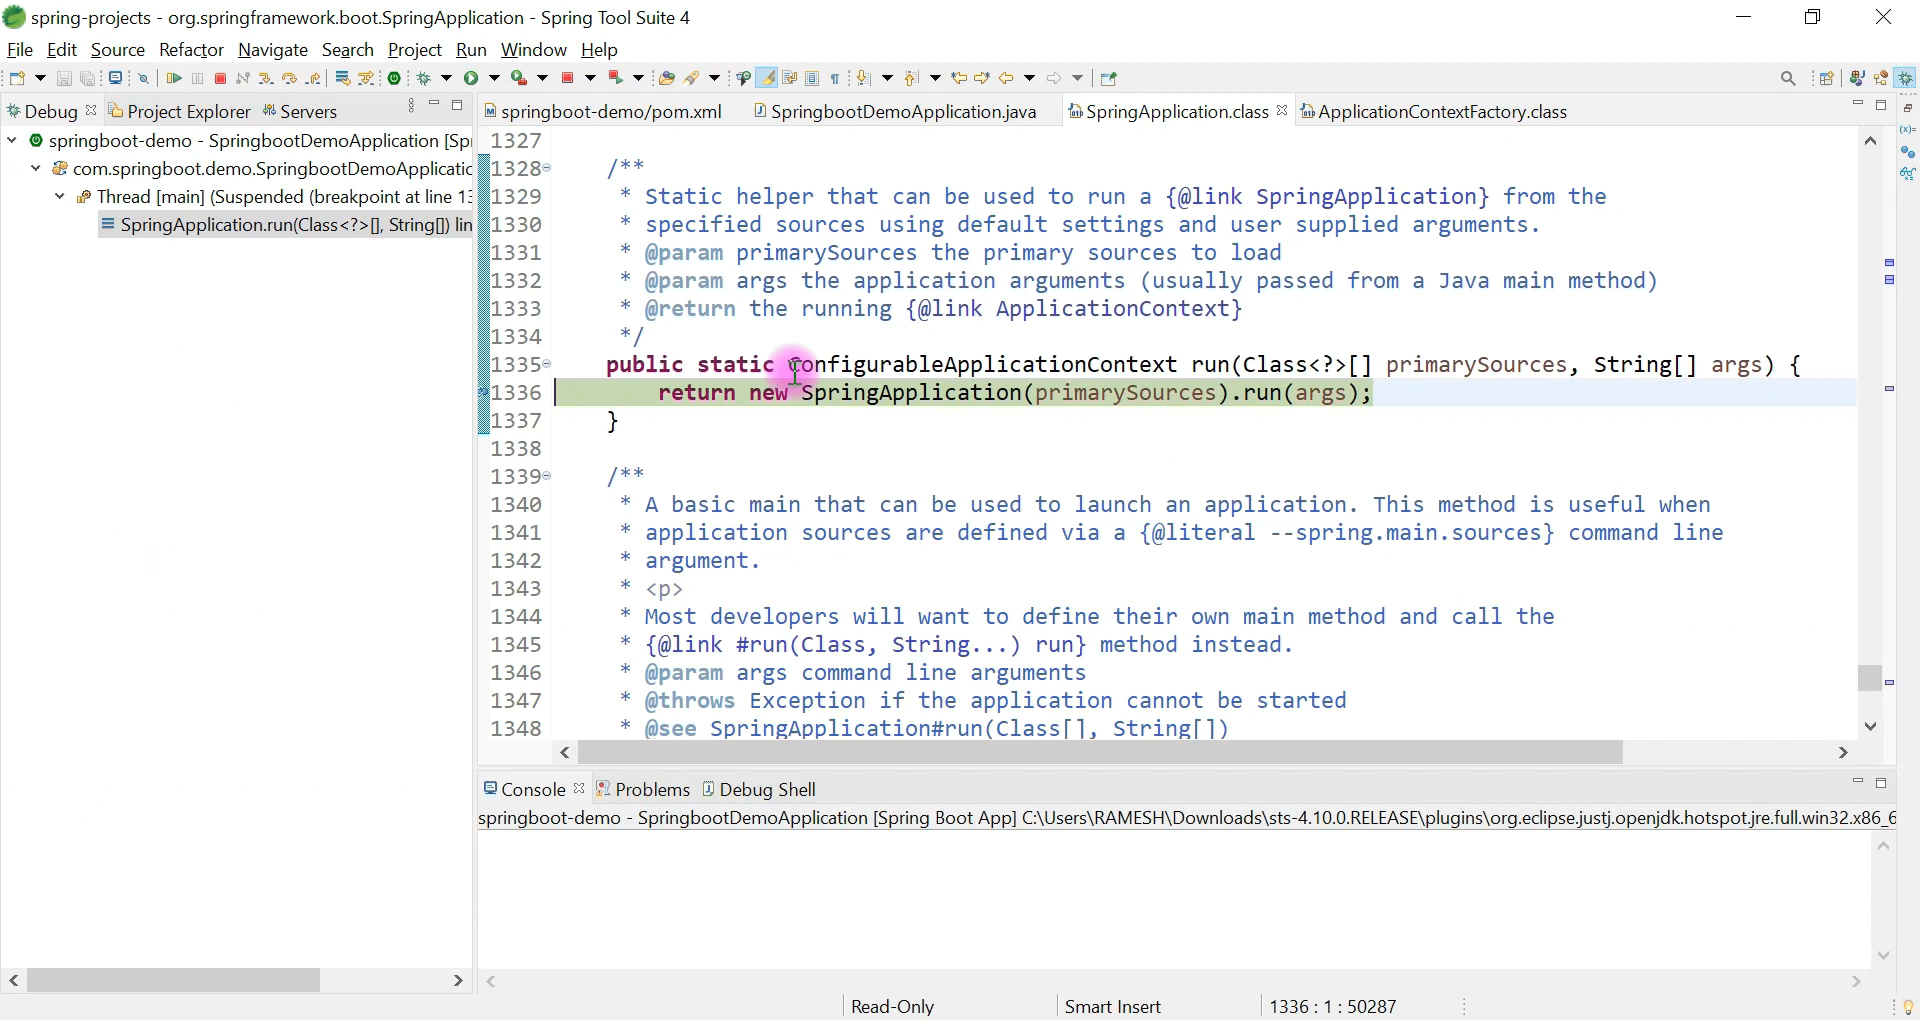 spring-projects - org.springframework.boot.SpringApplication - Spring Tool Suite 4
File Edit Source Refactor Navigate Search Project Run Window Help
Debug Project Explorer Servers
springboot-demo - SpringbootDemoApplication [Sp
com.springboot.demo.SpringbootDemoApplicatic
Thread [main] (Suspended (breakpoint at line 13
SpringApplication.run(Class<?>[], String[]) lin
springboot-demo/pom.xml SpringbootDemoApplication.java SpringApplication.class ApplicationContextFactory.class
1327
1328 /**
1329 * Static helper that can be used to run a {@link SpringApplication} from the
1330 * specified sources using default settings and user supplied arguments.
1331 * @param primarySources the primary sources to load
1332 * @param args the application arguments (usually passed from a Java main method)
1333 * @return the running {@link ApplicationContext}
1334 */
1335 public static ConfigurableApplicationContext run(Class<?>[] primarySources, String[] args) {
1336 return new SpringApplication(primarySources).run(args);
1337 }
1338
1339 /**
1340 * A basic main that can be used to launch an application. This method is useful when
1341 * application sources are defined via a {@literal --spring.main.sources} command line
1342 * argument.
1343 * <p>
1344 * Most developers will want to define their own main method and call the
1345 * {@link #run(Class, String...) run} method instead.
1346 * @param args command line arguments
1347 * @throws Exception if the application cannot be started
1348 * @see SpringApplication#run(Class[], String[])
Console Problems Debug Shell
springboot-demo - SpringbootDemoApplication [Spring Boot App] C:\Users\RAMESH\Downloads\sts-4.10.0.RELEASE\plugins\org.eclipse.justj.openjdk.hotspot.jre.full.win32.x86_6
Read-Only Smart Insert 1336 : 1 : 50287